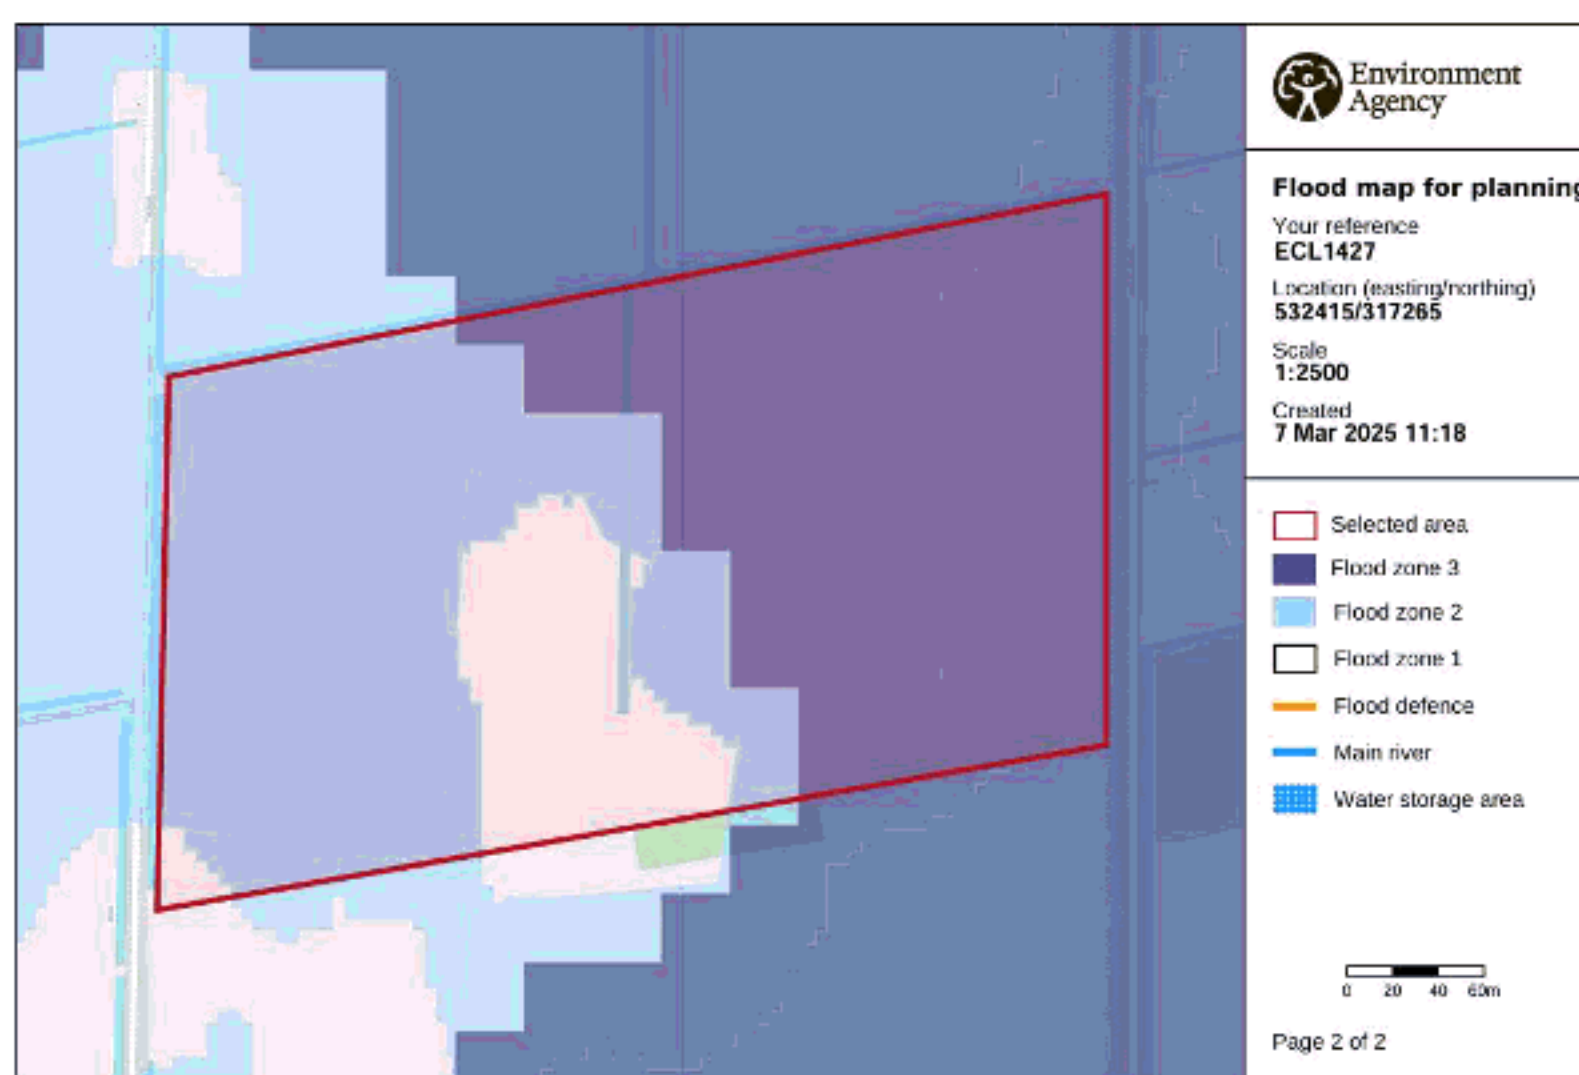 Environment
Agency
Flood map for planning
Your reference
ECL1427
Location (easting/northing)
532415/317265
Scale
1:2500
Created
7 Mar 2025 11:18
Selected area
Flood zone 3
Flood zone 2
Flood zone 1
Flood defence
Main river
Water storage area
0 20 40 60m
Page 2 of 2